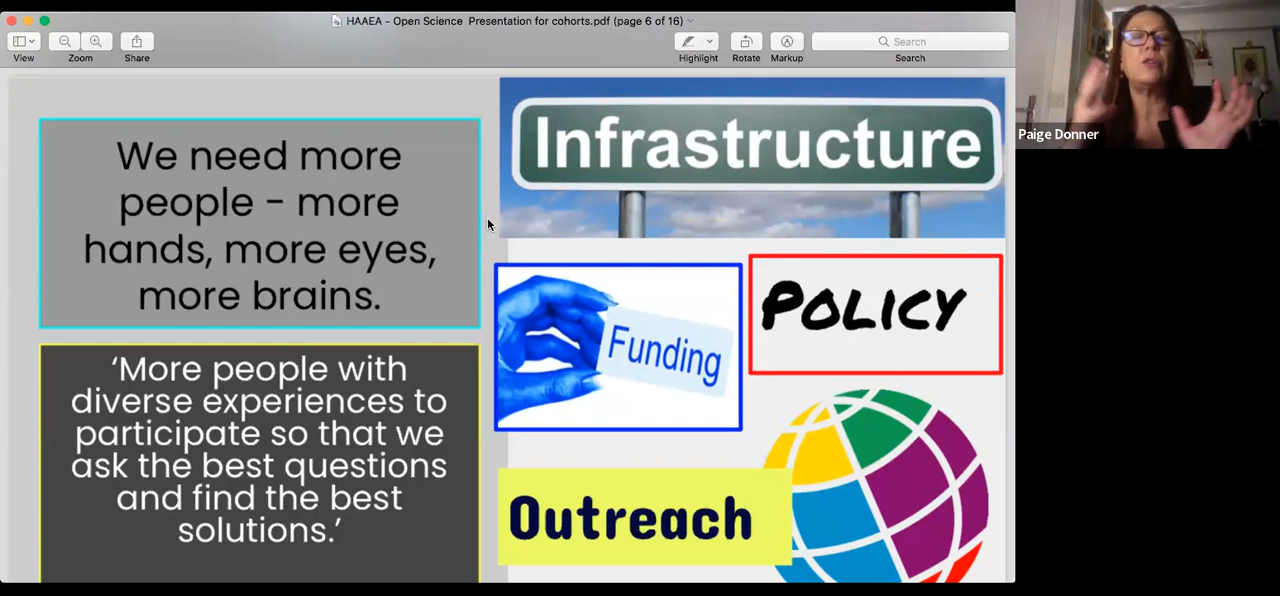 HAAEA - Open Science Presentation for cohorts.pdf (page 6 of 16)
View
Zoom
Share
Highlight
Rotate
Markup
Search
Search
We need more
people - more
hands, more eyes,
more brains.
‘More people with
diverse experiences to
participate so that we
ask the best questions
and find the best
solutions.’
Infrastructure
Funding
POLICY
Outreach
Paige Donner